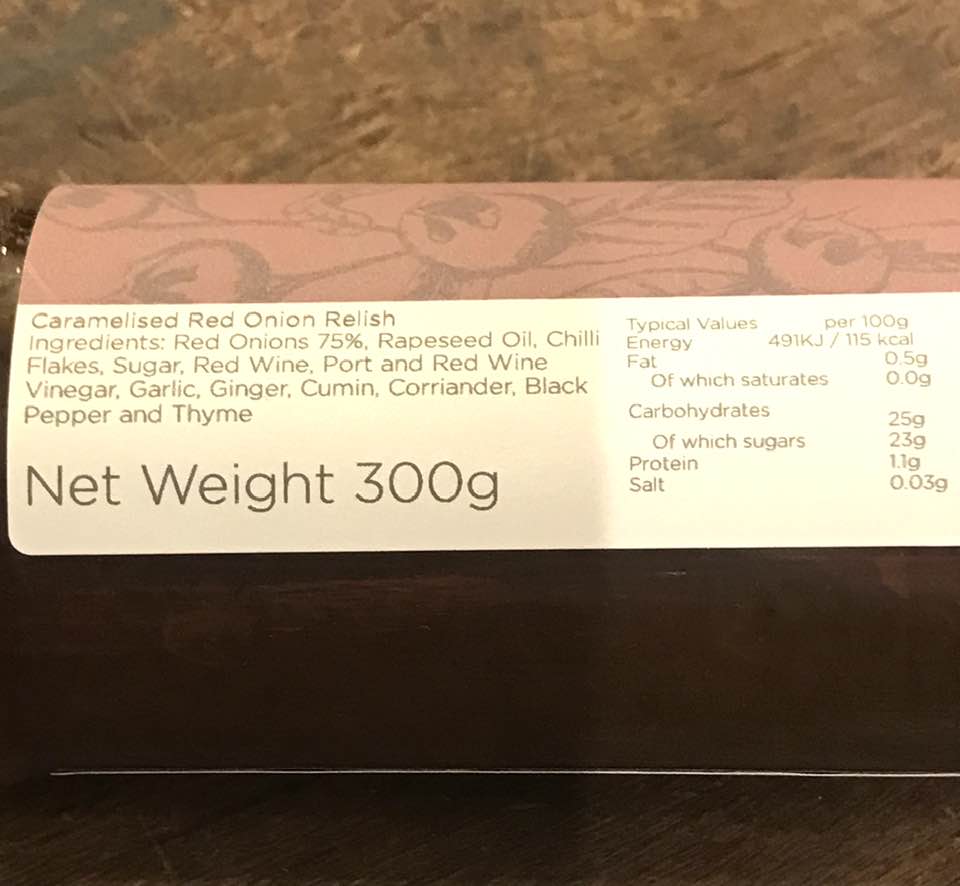 Caramelised Red Onion Relish
Ingredients: Red Onions 75%, Rapeseed Oil, Chilli
Flakes, Sugar, Red Wine, Port and Red Wine
Vinegar, Garlic, Ginger, Cumin, Corriander, Black
Pepper and Thyme
Net Weight 300g
Typical Values per 100g
Energy 491KJ / 115 kcal
Fat 0.5g
Of which saturates 0.0g
Carbohydrates 25g
Of which sugars 23g
Protein 1.1g
Salt 0.03g